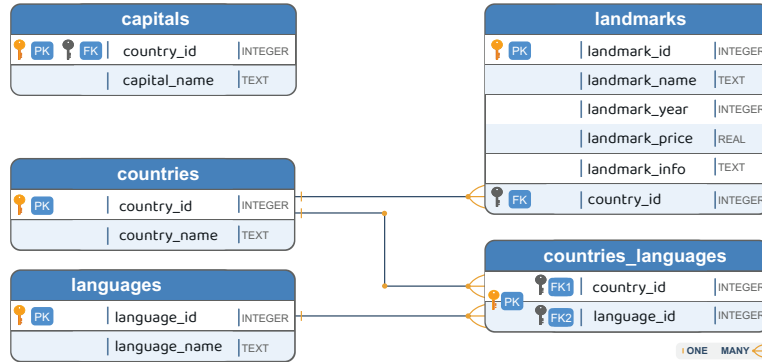 capitals
PK FK country_id INTEGER
capital_name TEXT
countries
PK country_id INTEGER
country_name TEXT
languages
PK language_id INTEGER
language_name TEXT
landmarks
PK landmark_id INTEGER
landmark_name TEXT
landmark_year INTEGER
landmark_price REAL
landmark_info TEXT
FK country_id INTEGER
countries_languages
PK FK1 country_id INTEGER
FK2 language_id INTEGER
ONE MANY